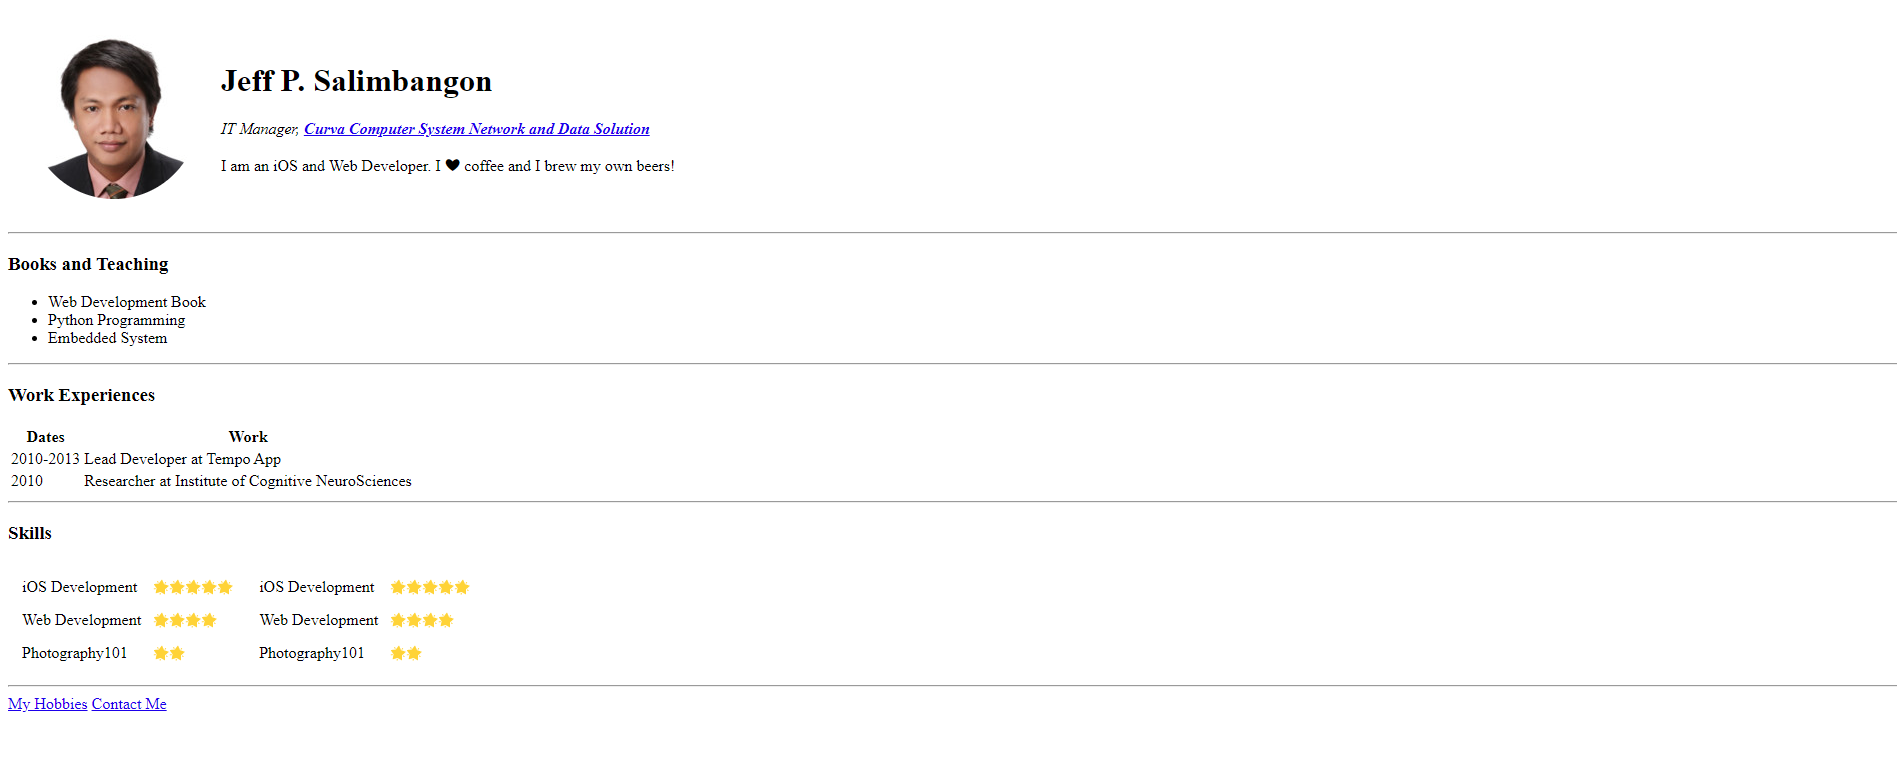 Jeff P. Salimbangon
IT Manager, Curva Computer System Network and Data Solution
I am an iOS and Web Developer. I ❤ coffee and I brew my own beers!
Books and Teaching
• Web Development Book
• Python Programming
• Embedded System
Work Experiences
Dates Work
2010-2013 Lead Developer at Tempo App
2010 Researcher at Institute of Cognitive NeuroSciences
Skills
iOS Development ⭐⭐⭐⭐⭐ iOS Development ⭐⭐⭐⭐⭐
Web Development ⭐⭐⭐⭐ Web Development ⭐⭐⭐⭐
Photography101 ⭐⭐ Photography101 ⭐⭐
My Hobbies Contact Me